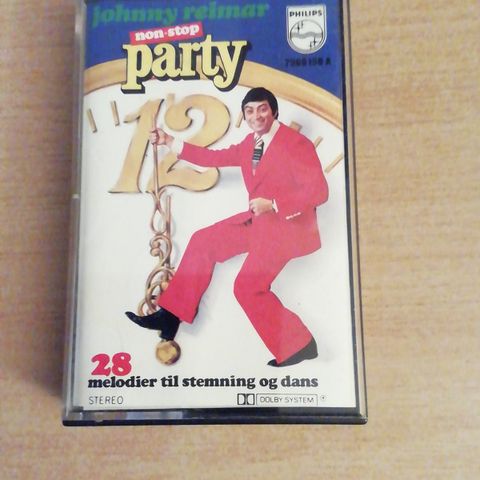 johnny reimar
non-stop
party
PHILIPS
12
28
melodier til stemning og dans
STEREO
DOLBY SYSTEM